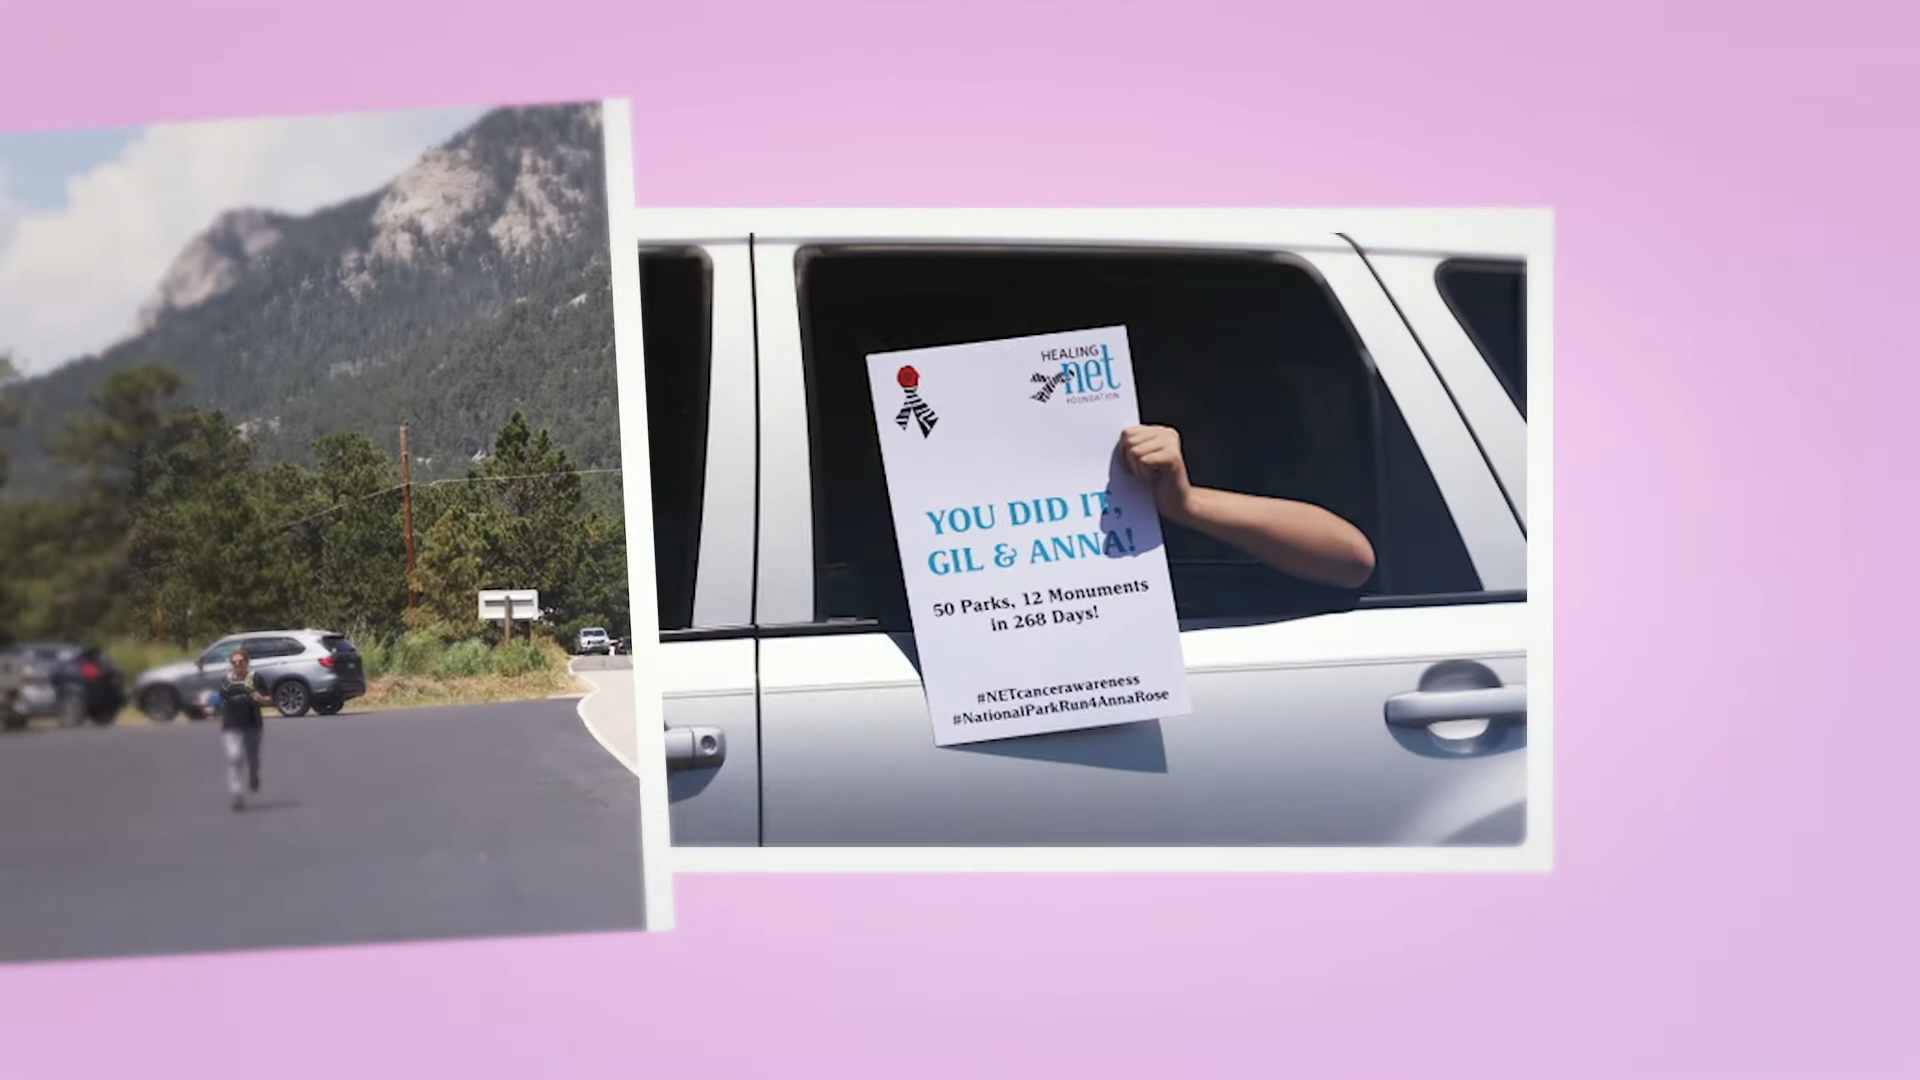 HEALING
net
FOUNDATION
YOU DID IT,
GIL & ANNA!
50 Parks, 12 Monuments
in 268 Days!
#NETcancerawareness
#NationalParkRun4AnnaRose